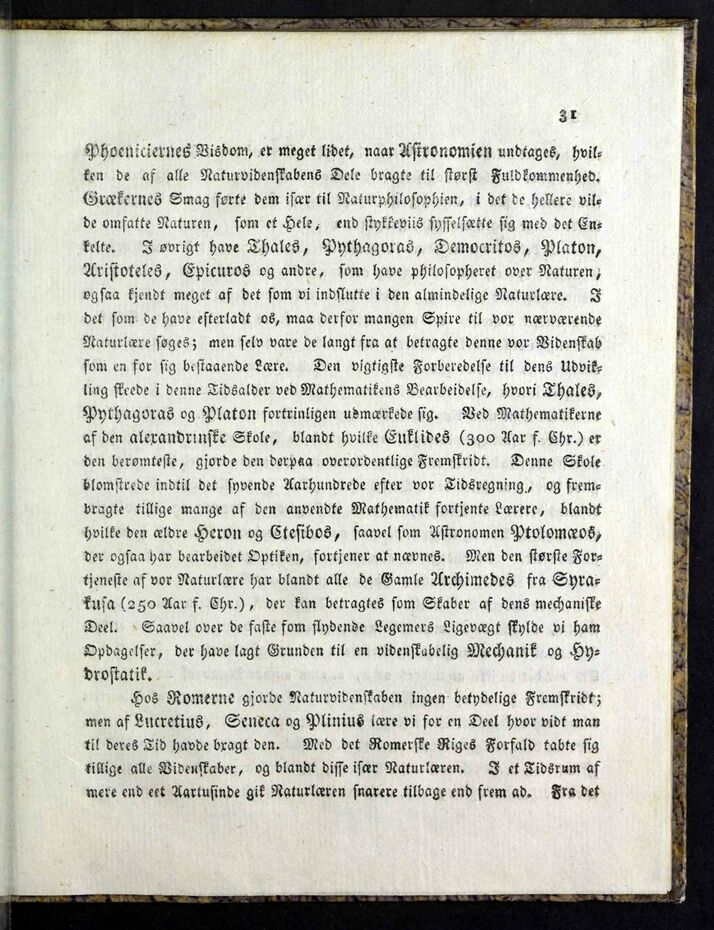 31
Phoeniciernes Visdom, er meget lidet, naar Astronomien undtages, hvil-
ken de af alle Naturvidenskabens Dele bragte til størst Fuldkommenhed.
Grækernes Smag førte dem især til Naturphilosophien, i det de hellere vil-
de omfatte Naturen, som et Hele, end stykkeviis sysselsætte sig med det En-
kelte. I øvrigt have Thales, Pythagoras, Democritos, Platon,
Aristoteles, Epicuros og andre, som have philosopheret over Naturen,
ogsaa kjendt meget af det som vi indslutte i den almindelige Naturlære. I
det som de have efterladt os, maa derfor mangen Spire til vor nærværende
Naturlære søges; men selv vare de langt fra at betragte denne vor Videnskab
som en for sig bestaaende Lære. Den vigtigste Forberedelse til dens Udvik-
ling skeede i denne Tidsalder ved Mathematikens Bearbeidelse, hvori Thales,
Pythagoras og Platon fortrinligen udmærkede sig. Ved Mathematikerne
af den alexandrinske Skole, blandt hvilke Euklides (300 Aar f. Chr.) er
den berømteste, gjorde den derpaa overordentlige Fremskridt. Denne Skole
blomstrede indtil det syvende Aarhundrede efter vor Tidsregning, og frem-
bragte tillige mange af den anvendte Mathematik fortjente Lærere, blandt
hvilke den ældre Heron og Ctesibos, saavel som Astronomen Ptolomæos,
der ogsaa har bearbeidet Optiken, fortjener at nævnes. Men den største For-
tjeneste af vor Naturlære har blandt alle de Gamle Archimedes fra Syra-
kusa (250 Aar f. Chr.), der kan betragtes som Skaber af dens mechaniske
Deel. Saavel over de faste som flydende Legemers Ligevægt skylde vi ham
Opdagelser, der have lagt Grunden til en videnskabelig Mechanik og Hy-
drostatik.
Hos Romerne gjorde Naturvidenskaben ingen betydelige Fremskridt;
men af Lucretius, Seneca og Plinius lære vi for en Deel hvor vidt man
til deres Tid havde bragt den. Med det Romerske Riges Forfald tabte sig
tillige alle Videnskaber, og blandt disse især Naturlæren. I et Tidsrum af
mere end eet Aartusinde gik Naturlæren snarere tilbage end frem ad. Fra det